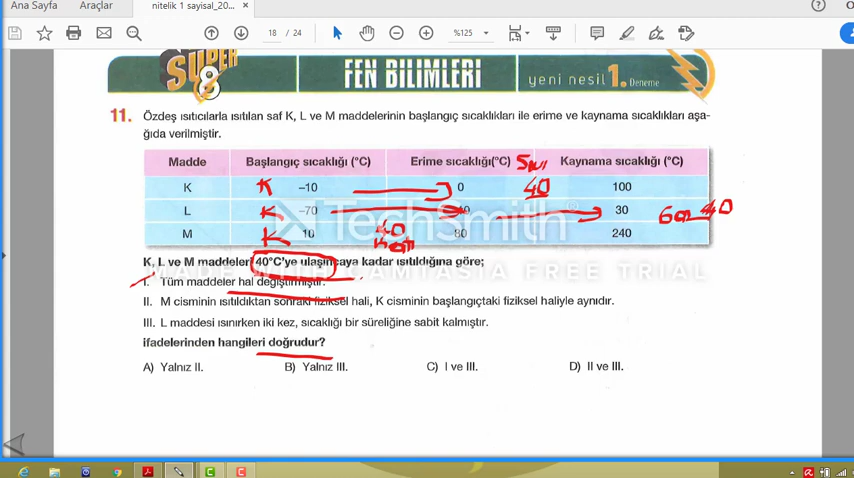 Ana Sayfa Araçlar nitelik 1 sayisal_20... ×
18 / 24 %125
SUPER 8 FEN BİLİMLERİ yeni nesil 1. Deneme
11. Özdeş ısıtıcılarla ısıtılan saf K, L ve M maddelerinin başlangıç sıcaklıkları ile erime ve kaynama sıcaklıkları aşa-
ğıda verilmiştir.
Madde Başlangıç sıcaklığı (°C) Erime sıcaklığı(°C) Sıvı Kaynama sıcaklığı (°C)
K K –10 0 40 100
L K –70 30 Gaz 40
M K 10 40 Katı 80 240
TechSmith
MADE WITH CAMTASIA FREE TRIAL
K, L ve M maddeler 40°C'ye ulaşıncaya kadar ısıtıldığına göre;
I. Tüm maddeler hal değiştirmiştir.
II. M cisminin ısıtıldıktan sonraki fiziksel hali, K cisminin başlangıçtaki fiziksel haliyle aynıdır.
III. L maddesi ısınırken iki kez, sıcaklığı bir süreliğine sabit kalmıştır.
ifadelerinden hangileri doğrudur?
A) Yalnız II. B) Yalnız III. C) I ve III. D) II ve III.